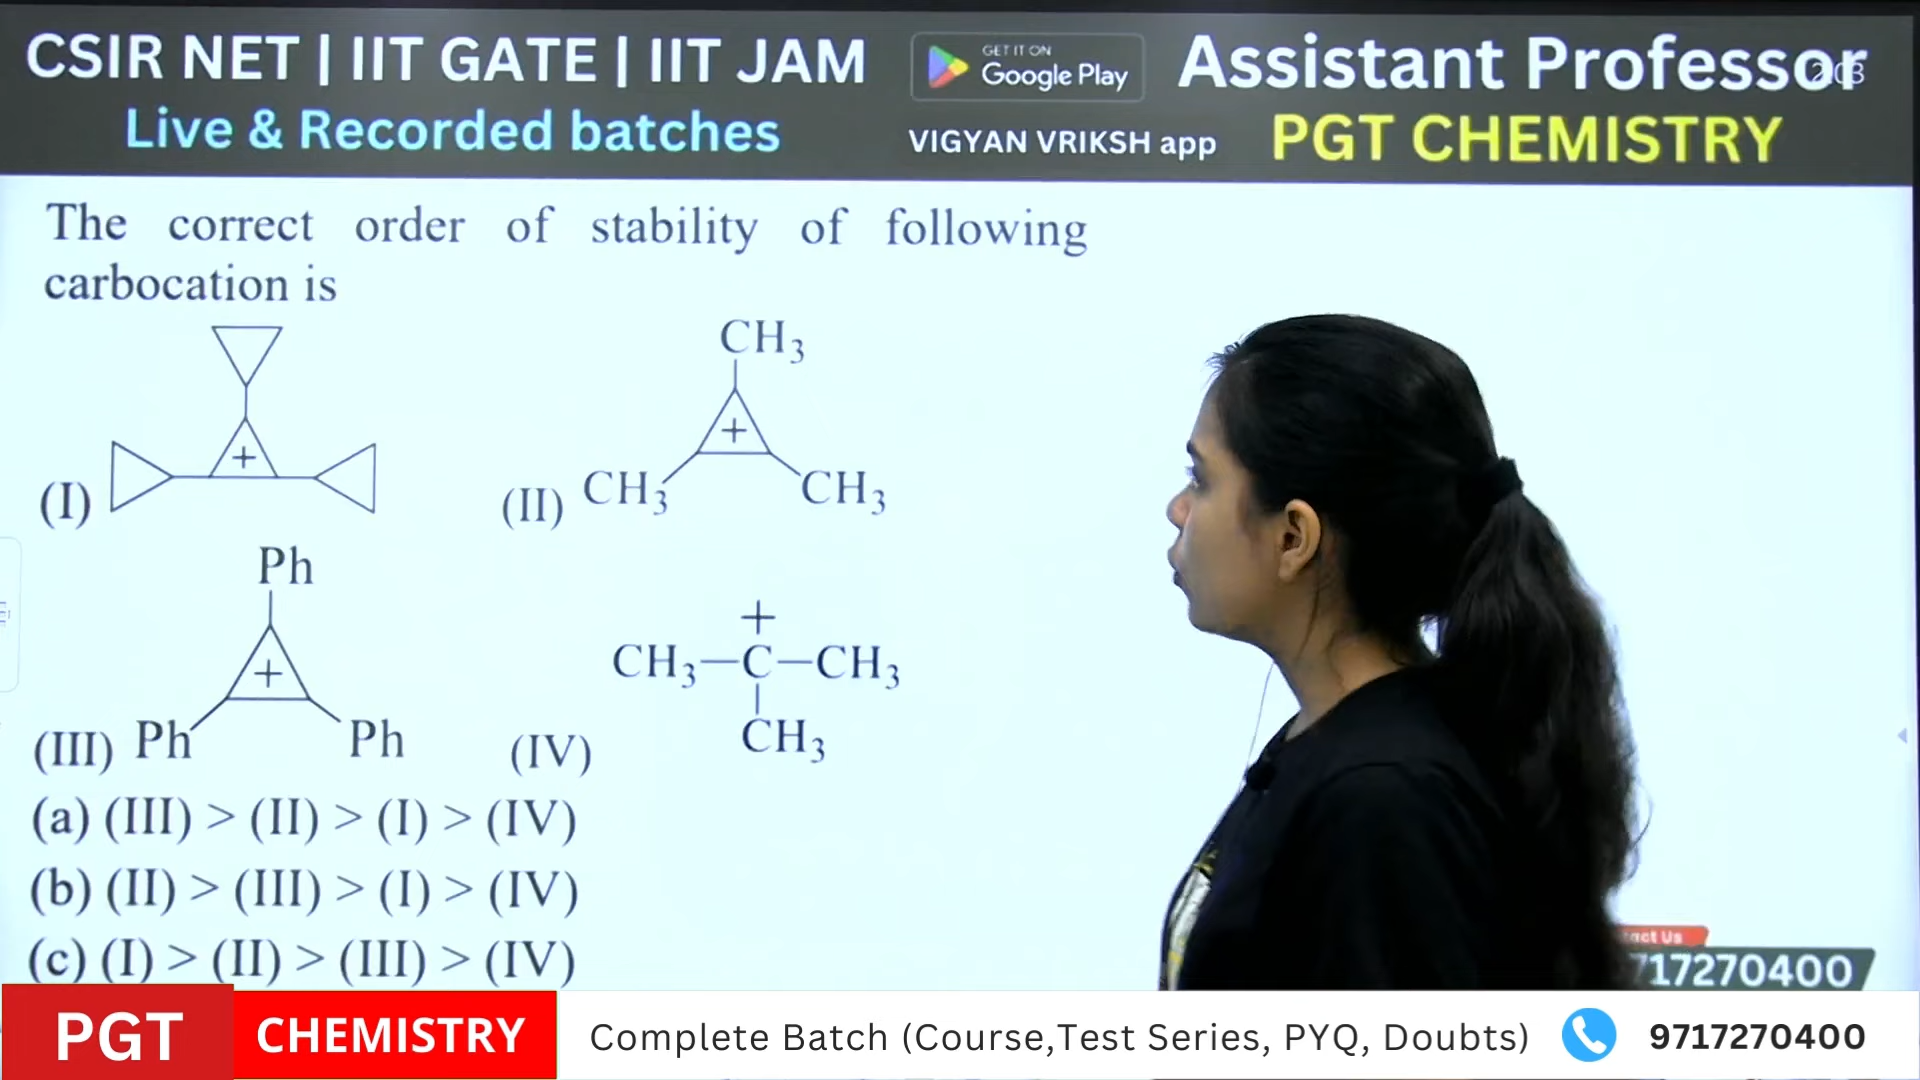 CSIR NET | IIT GATE | IIT JAM
Live & Recorded batches
GET IT ON
Google Play
VIGYAN VRIKSH app
Assistant Professor
PGT CHEMISTRY
The correct order of stability of following
carbocation is
(I) +
(II) CH3 + CH3 CH3
(III) Ph + Ph Ph
(IV) CH3–C–CH3 + CH3
(a) (III) > (II) > (I) > (IV)
(b) (II) > (III) > (I) > (IV)
(c) (I) > (II) > (III) > (IV)
act Us
717270400
PGT CHEMISTRY
Complete Batch (Course,Test Series, PYQ, Doubts)
9717270400